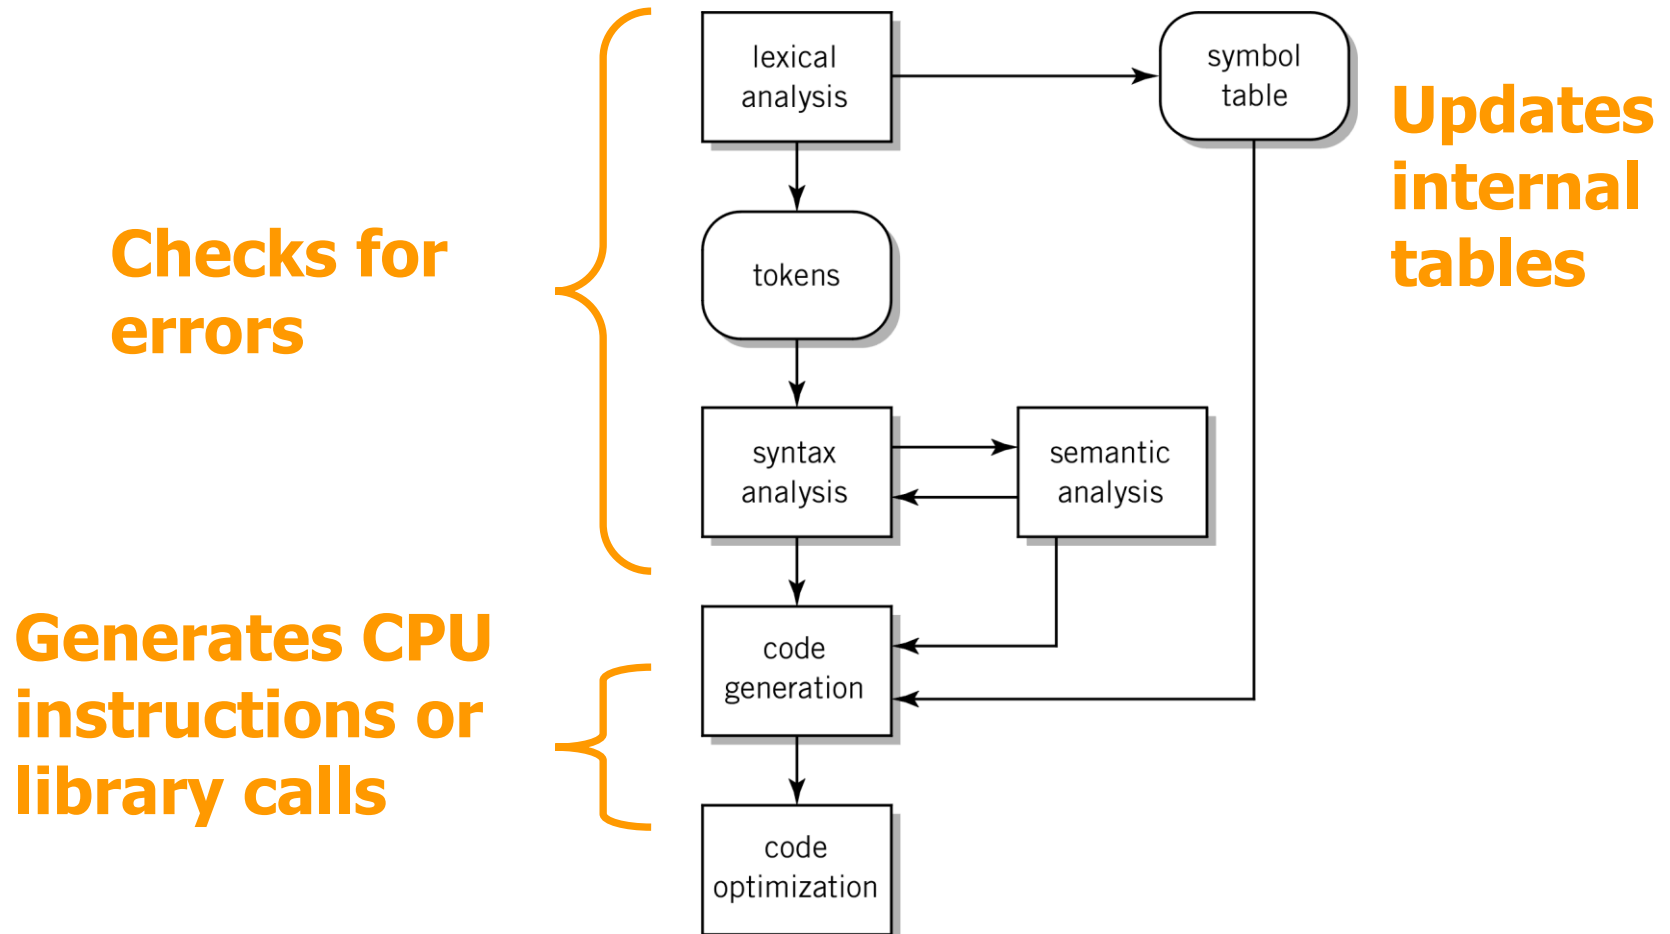 lexical
analysis
symbol
table
Updates
internal
tables
Checks for
errors
tokens
syntax
analysis
semantic
analysis
Generates CPU
instructions or
library calls
code
generation
code
optimization